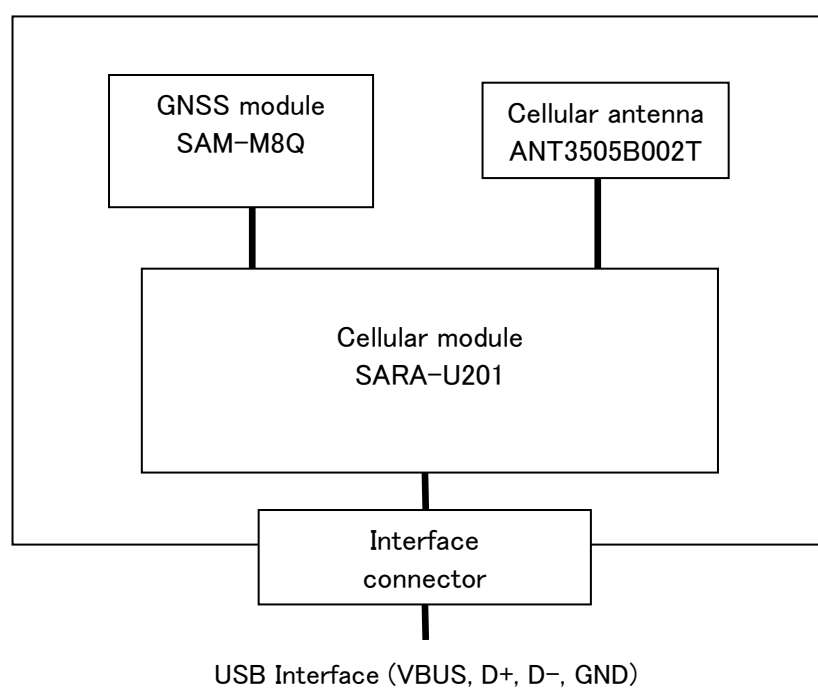 GNSS module
SAM-M8Q
Cellular antenna
ANT3505B002T
Cellular module
SARA-U201
Interface
connector
USB Interface (VBUS, D+, D-, GND)